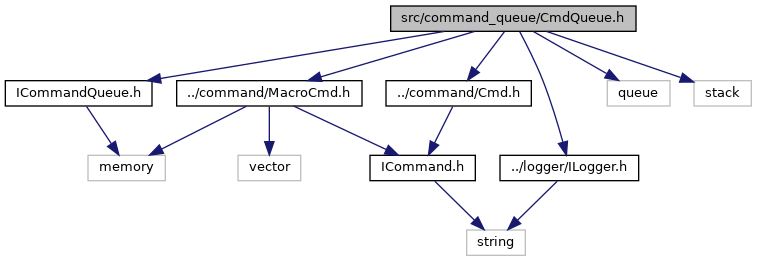 src/command_queue/CmdQueue.h
ICommandQueue.h
../command/MacroCmd.h
../command/Cmd.h
queue
stack
memory
vector
ICommand.h
../logger/ILogger.h
string